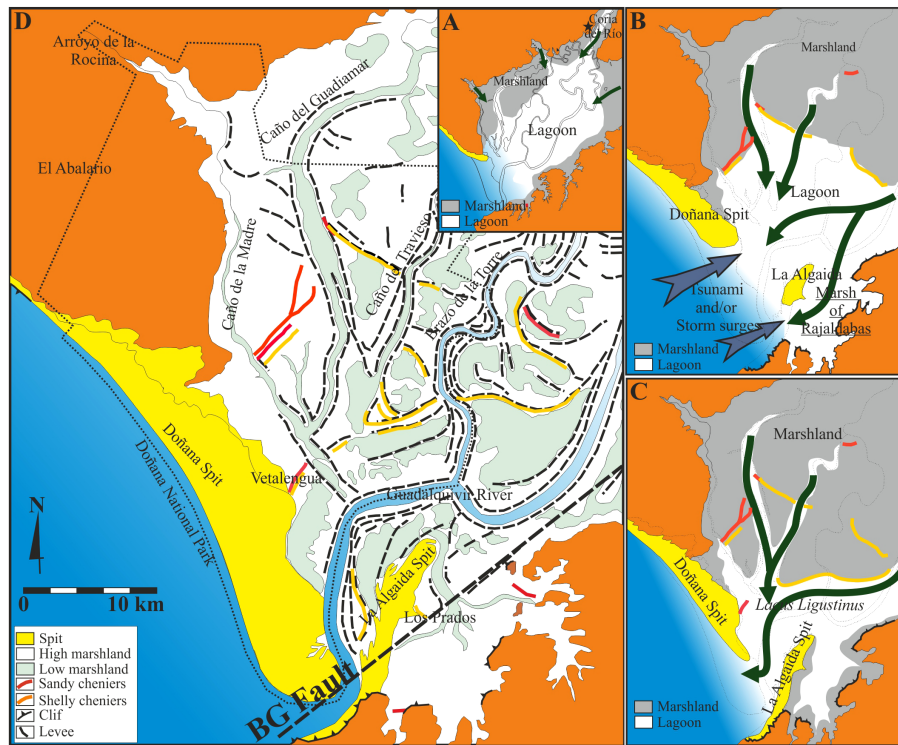 D
Arroyo de la
Rocina
El Abalario
Caño del Guadiamar
Caño de la Madre
Caño del Travieso
Brazo de la Torre
Doñana Spit
Doñana National Park
Vetalengua
Guadalquivir River
La Algaida Spit
Los Prados
BG Fault
N
0
10 km
Spit
High marshland
Low marshland
Sandy cheniers
Shelly cheniers
Clif
Levee
A
Coria
del Río
Marshland
Lagoon
Marshland
Lagoon
B
Marshland
Lagoon
Doñana Spit
La Algaida
Tsunami
and/or
Storm surges
Marsh
of
Rajaldabas
Marshland
Lagoon
C
Marshland
Doñana Spit
Lacus Ligustinus
La Algaida Spit
Marshland
Lagoon